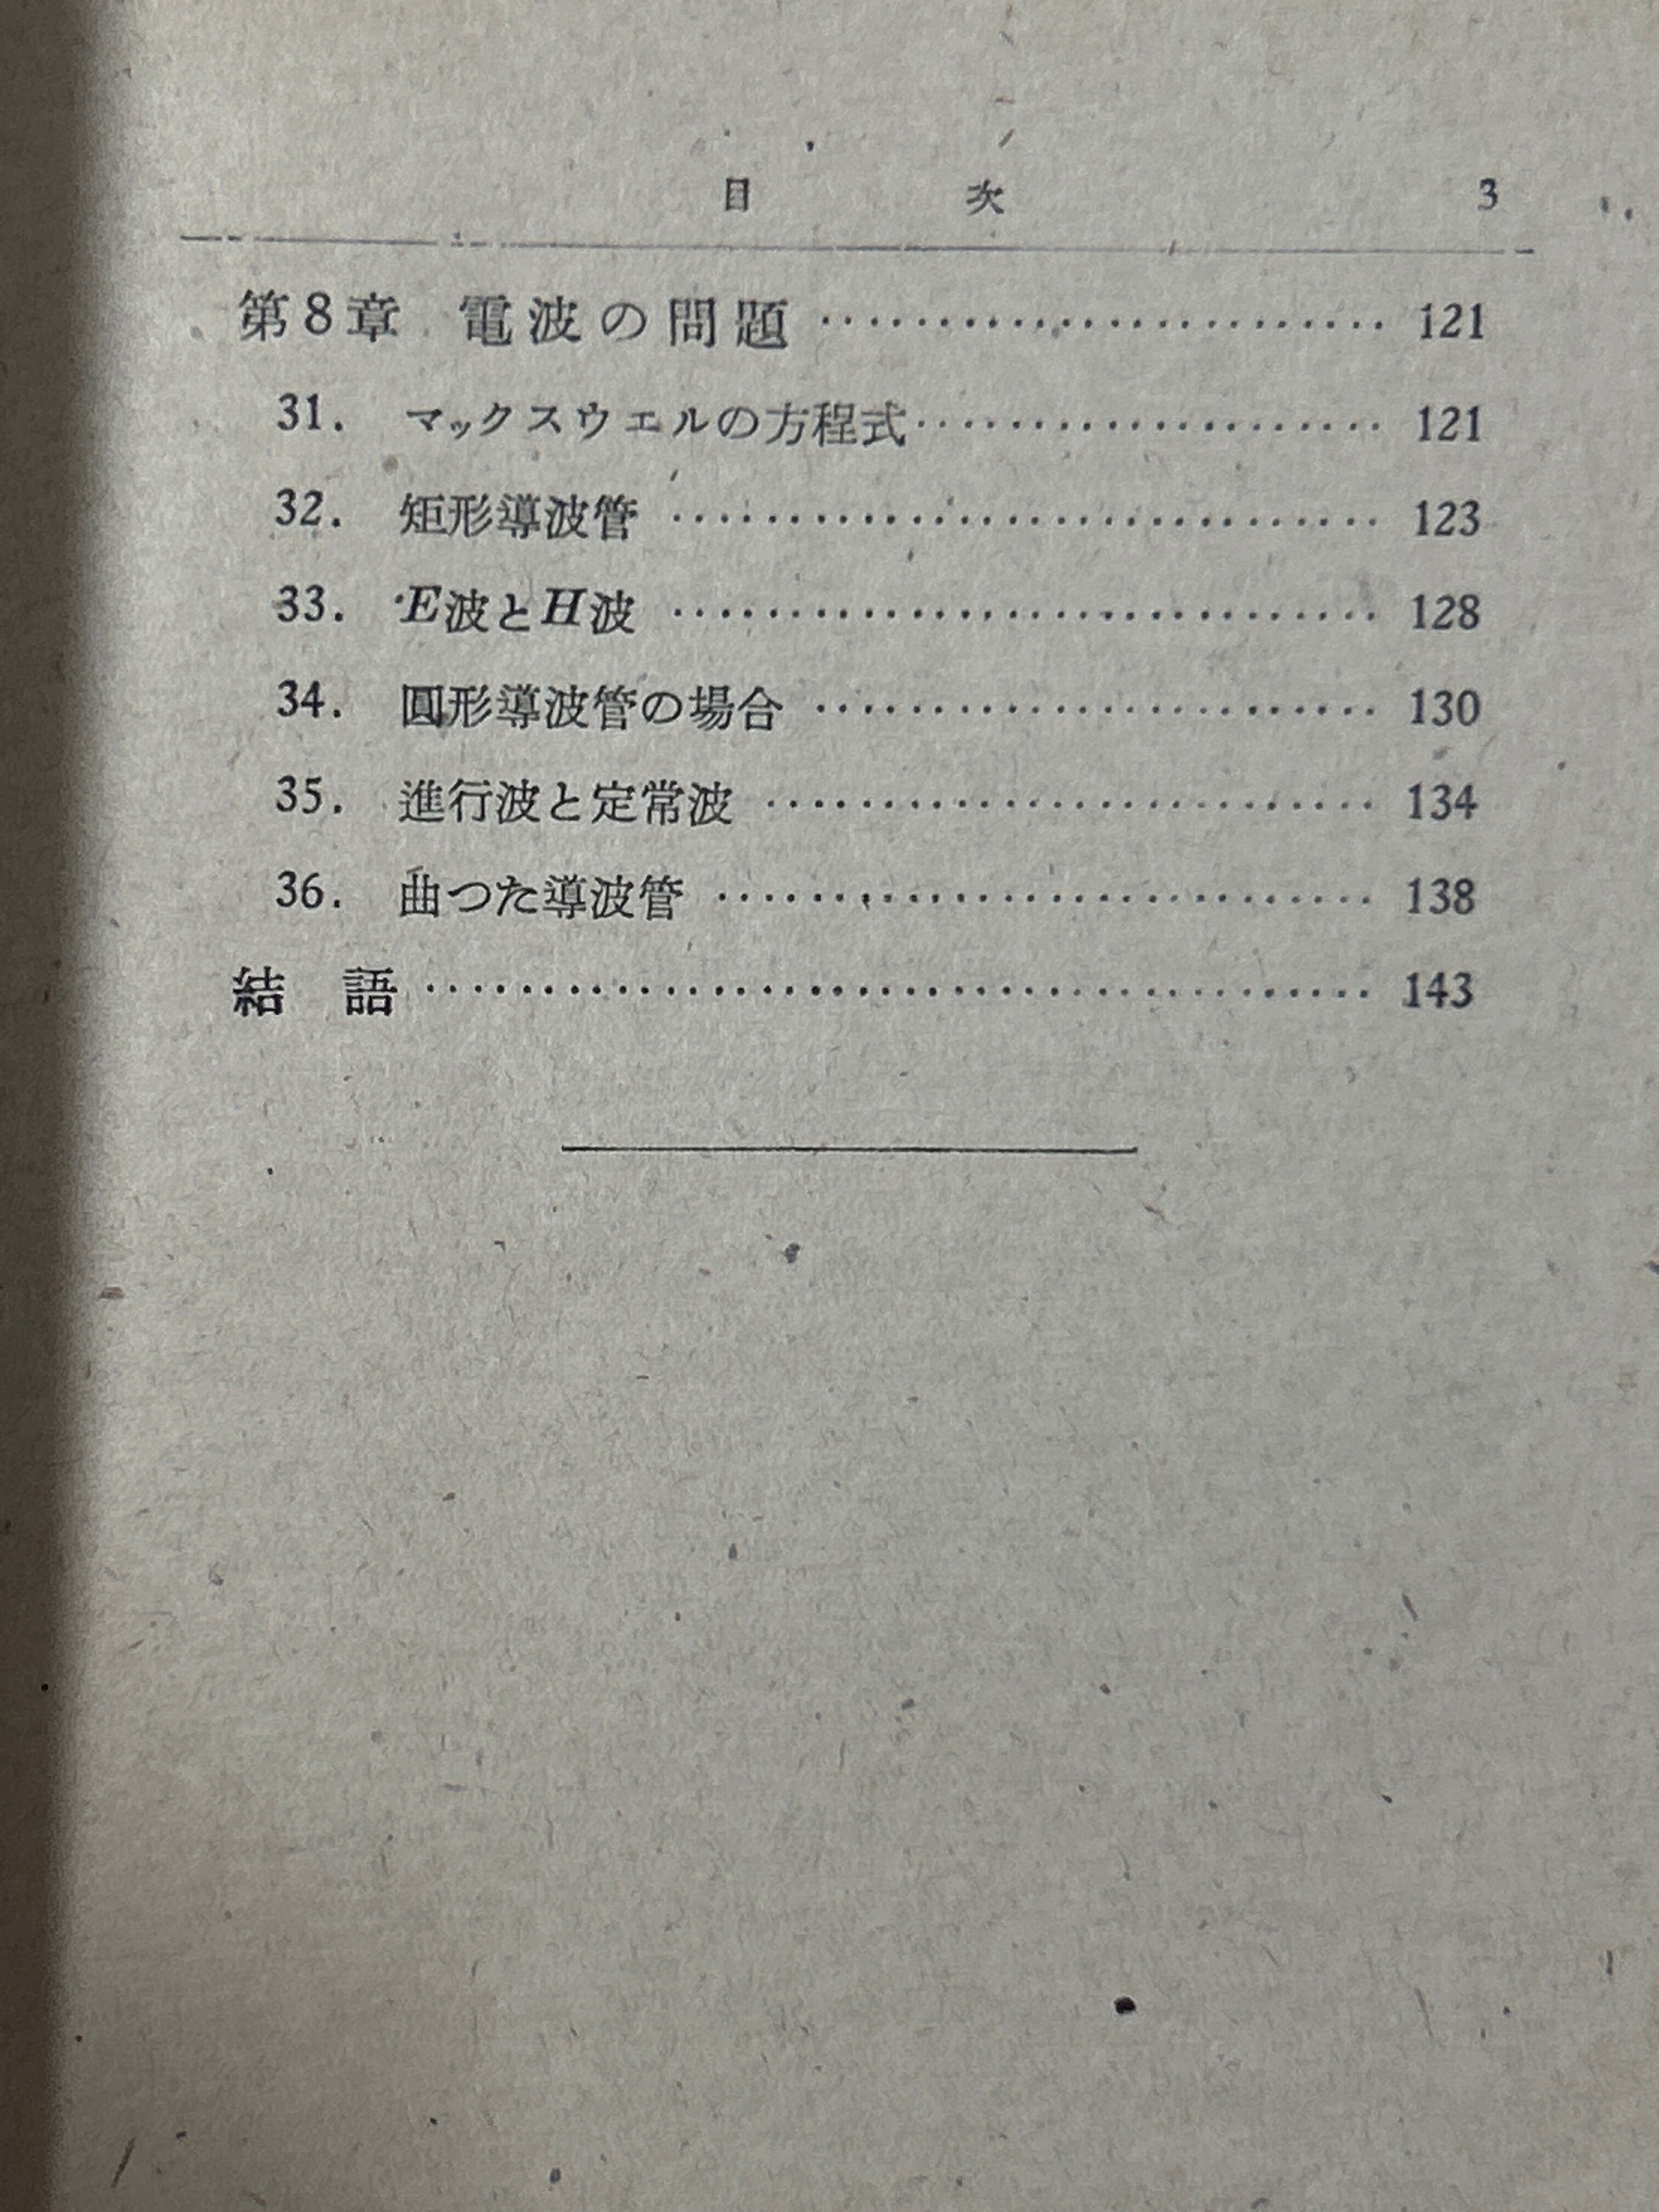 目次 3
第8章 電波の問題 ························ 121
31. マックスウエルの方程式···················· 121
32. 矩形導波管 ······························ 123
33. E波とH波 ······························ 128
34. 圓形導波管の場合 ························ 130
35. 進行波と定常波 ·························· 134
36. 曲つた導波管 ···························· 138
結語 ········································ 143